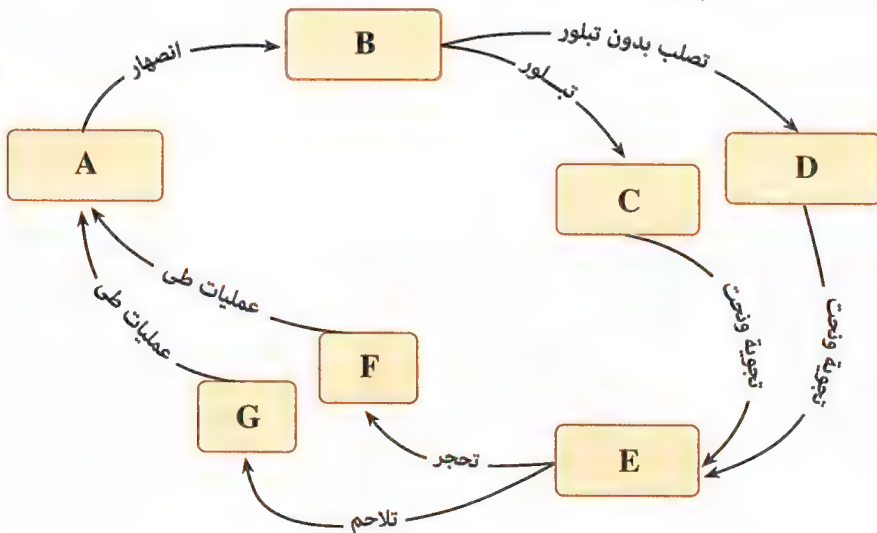 B
انصهار
تصلب بدون تبلور
تبلور
A
C
D
عمليات طى
عمليات طى
تجوية ونحت
تجوية ونحت
F
G
E
تحجر
تلاحم